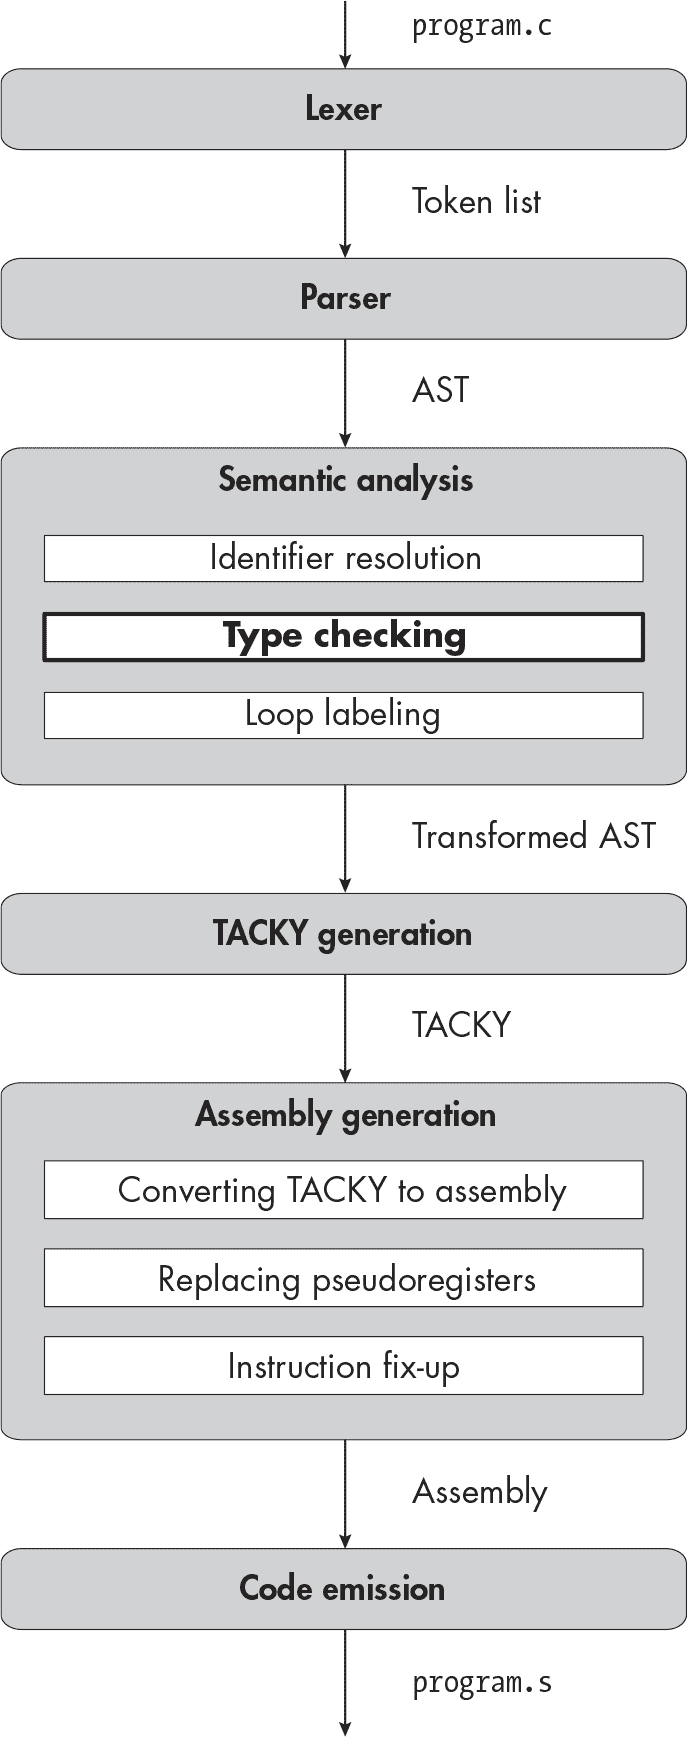 program.c
Lexer
Token list
Parser
AST
Semantic analysis
Identifier resolution
Type checking
Loop labeling
Transformed AST
TACKY generation
TACKY
Assembly generation
Converting TACKY to assembly
Replacing pseudoregisters
Instruction fix-up
Assembly
Code emission
program.s